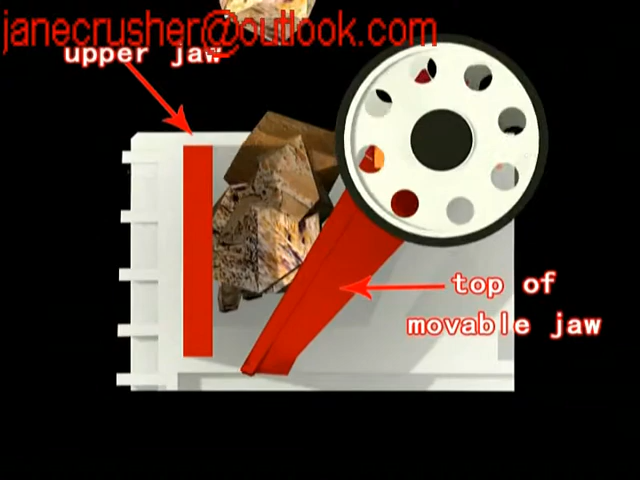 janecrusher@outlook.com
upper jaw
top of
movable jaw